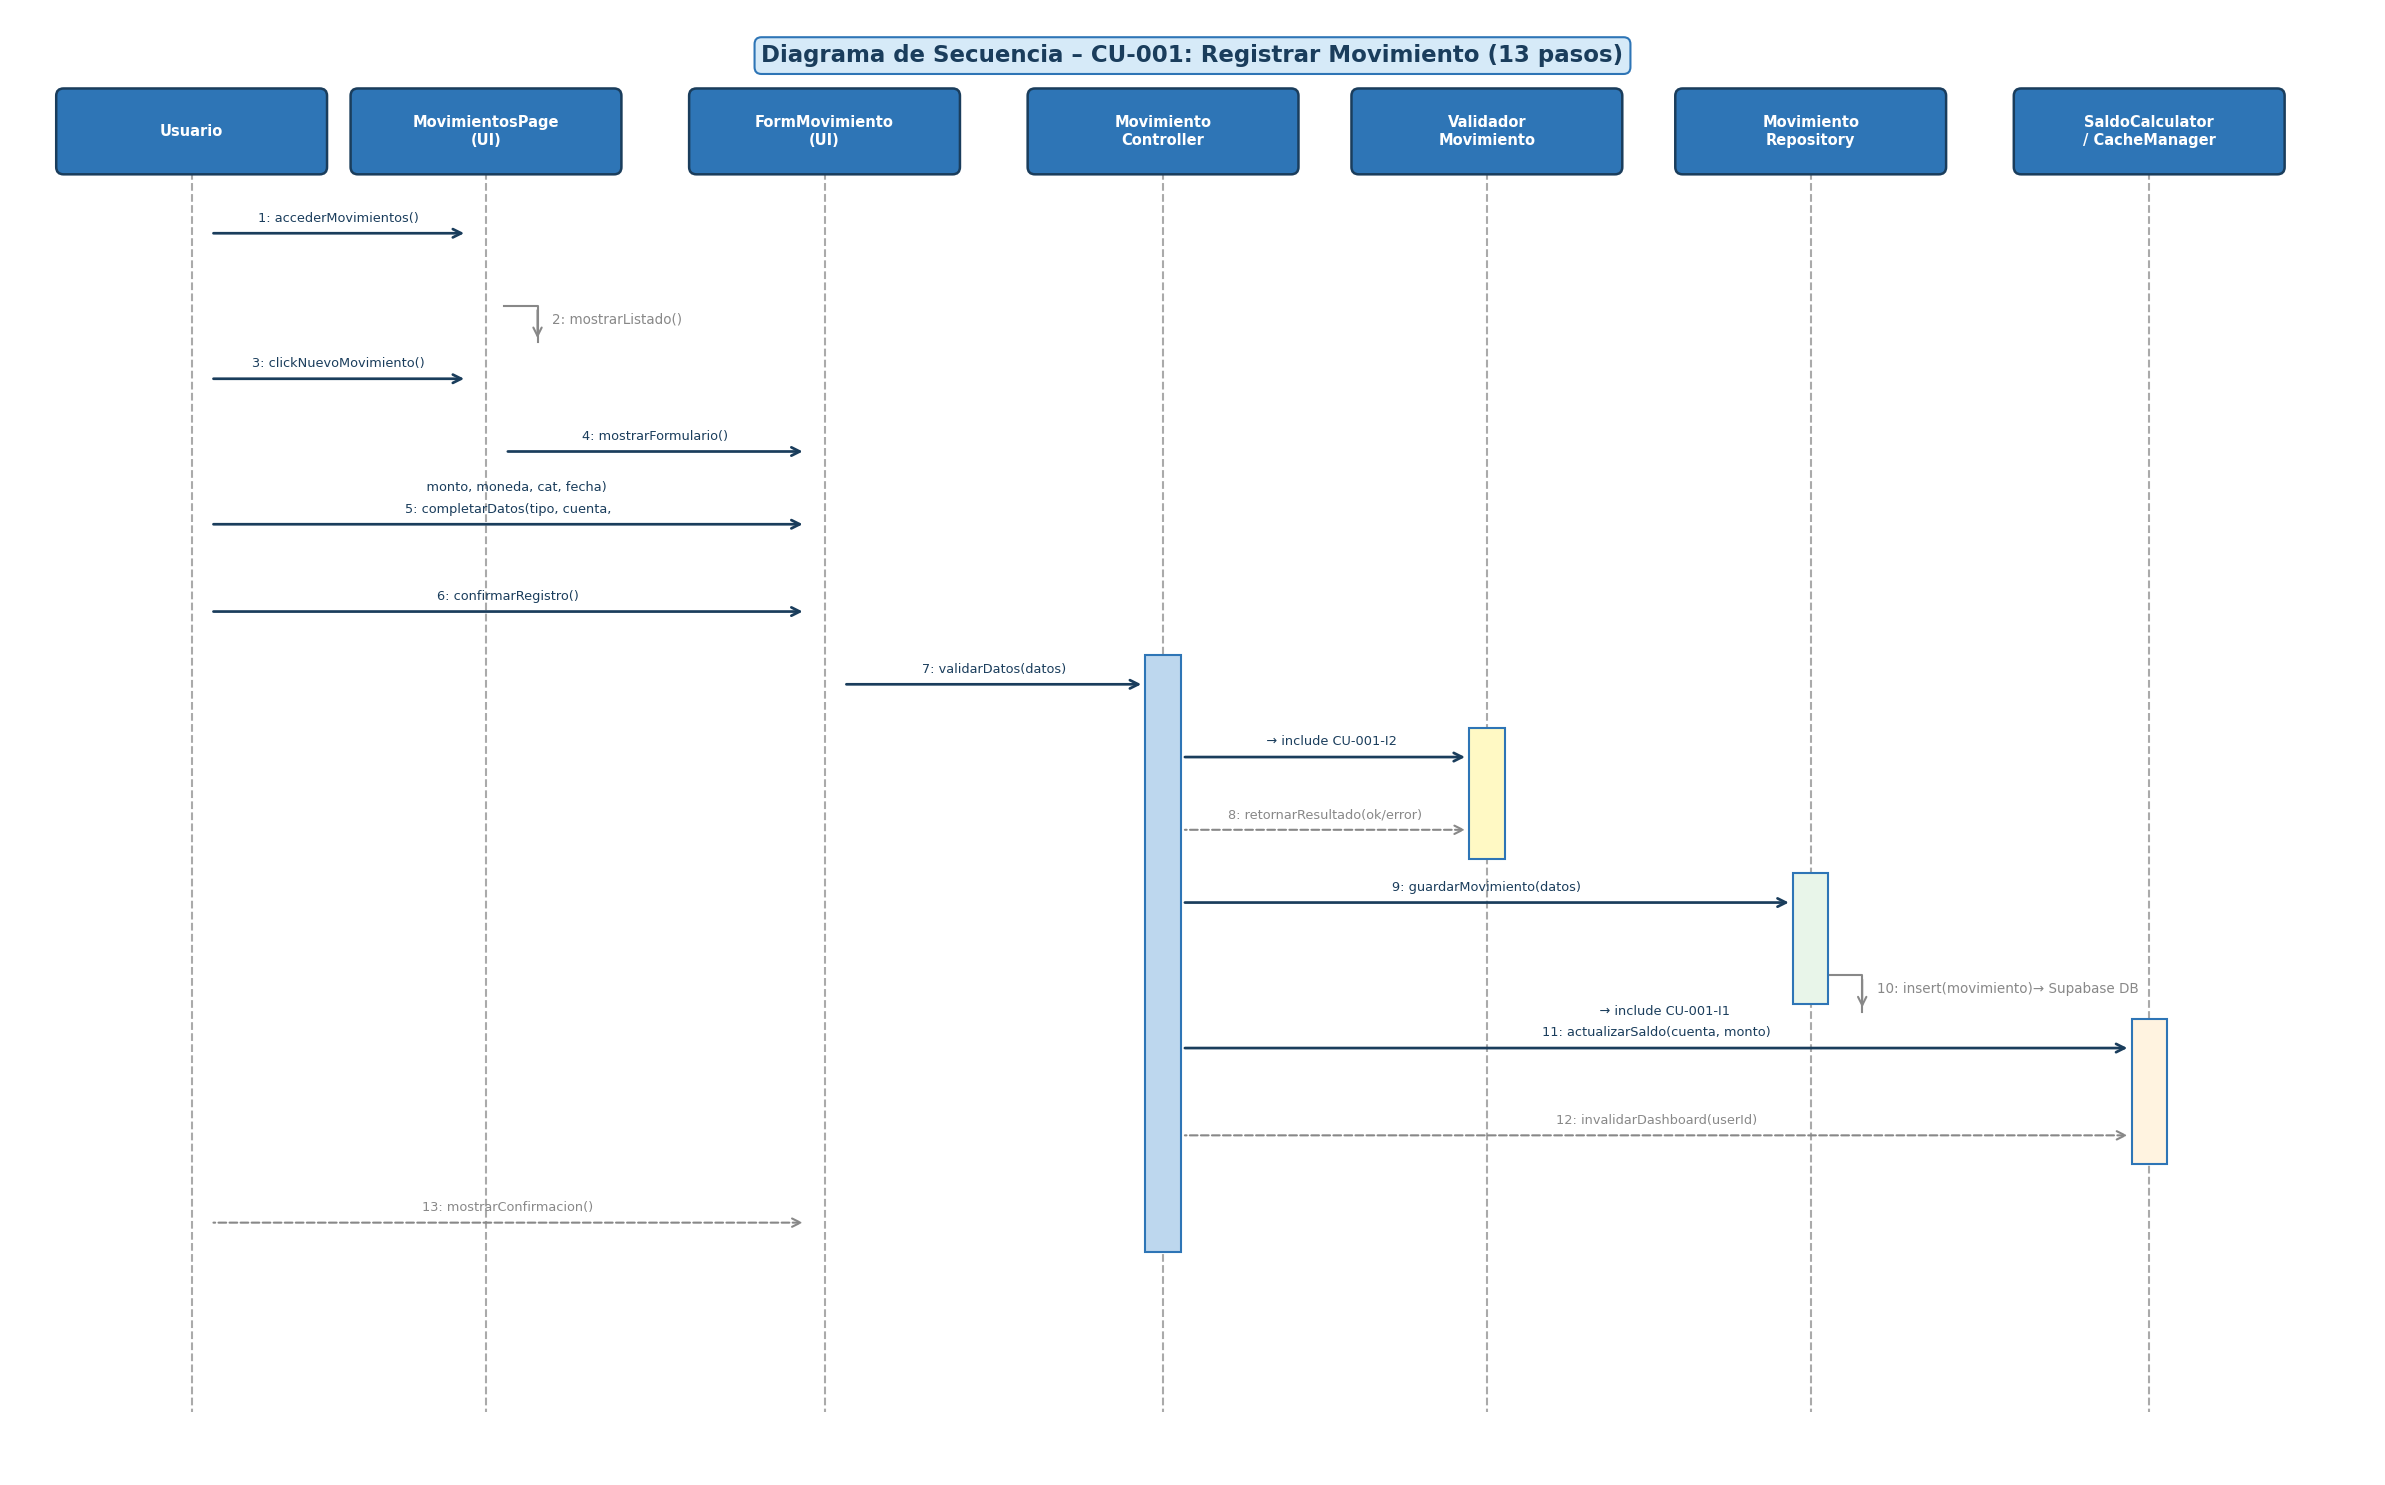 Diagrama de Secuencia – CU-001: Registrar Movimiento (13 pasos)
Usuario
MovimientosPage
(UI)
FormMovimiento
(UI)
Movimiento
Controller
Validador
Movimiento
Movimiento
Repository
SaldoCalculator
/ CacheManager
1: accederMovimientos()
2: mostrarListado()
3: clickNuevoMovimiento()
4: mostrarFormulario()
monto, moneda, cat, fecha)
5: completarDatos(tipo, cuenta,
6: confirmarRegistro()
7: validarDatos(datos)
→ include CU-001-I2
8: retornarResultado(ok/error)
9: guardarMovimiento(datos)
10: insert(movimiento)→ Supabase DB
→ include CU-001-I1
11: actualizarSaldo(cuenta, monto)
12: invalidarDashboard(userId)
13: mostrarConfirmacion()